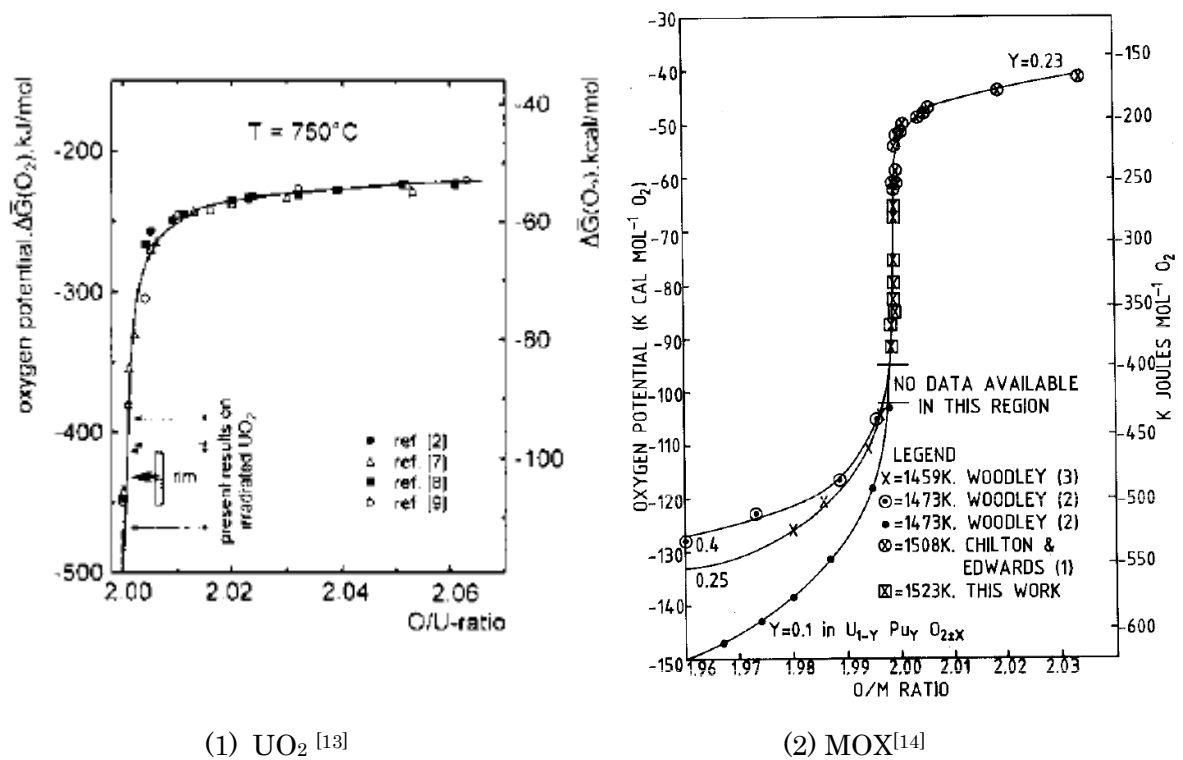 oxygen potential, ΔG̅(O₂), kJ/mol
-200
-300
-400
-500
T = 750°C
present results on
irradiated UO₂
rim
● ref. [2]
△ ref. [7]
■ ref. [8]
○ ref. [9]
2.00 2.02 2.04 2.06
O/U-ratio
-40
-60
-80
-100
ΔG̅(O₂), kcal/mol
OXYGEN POTENTIAL (K CAL MOL⁻¹ O₂)
-30
-40
-50
-60
-70
-80
-90
-100
-110
-120
-130
-140
-150
Y=0.23
NO DATA AVAILABLE
IN THIS REGION
LEGEND
X=1459K. WOODLEY (3)
⊙=1473K. WOODLEY (2)
●=1473K. WOODLEY (2)
⊗=1508K. CHILTON &
EDWARDS (1)
⊠=1523K. THIS WORK
0.4
0.25
Y=0.1 in U₁₋Y PuY O₂±X
1.96 1.97 1.98 1.99 2.00 2.01 2.02 2.03
O/M RATIO
-150
-200
-250
-300
-350
-400
-450
-500
-550
-600
K JOULES MOL⁻¹ O₂
(1) UO₂ [13]
(2) MOX[14]